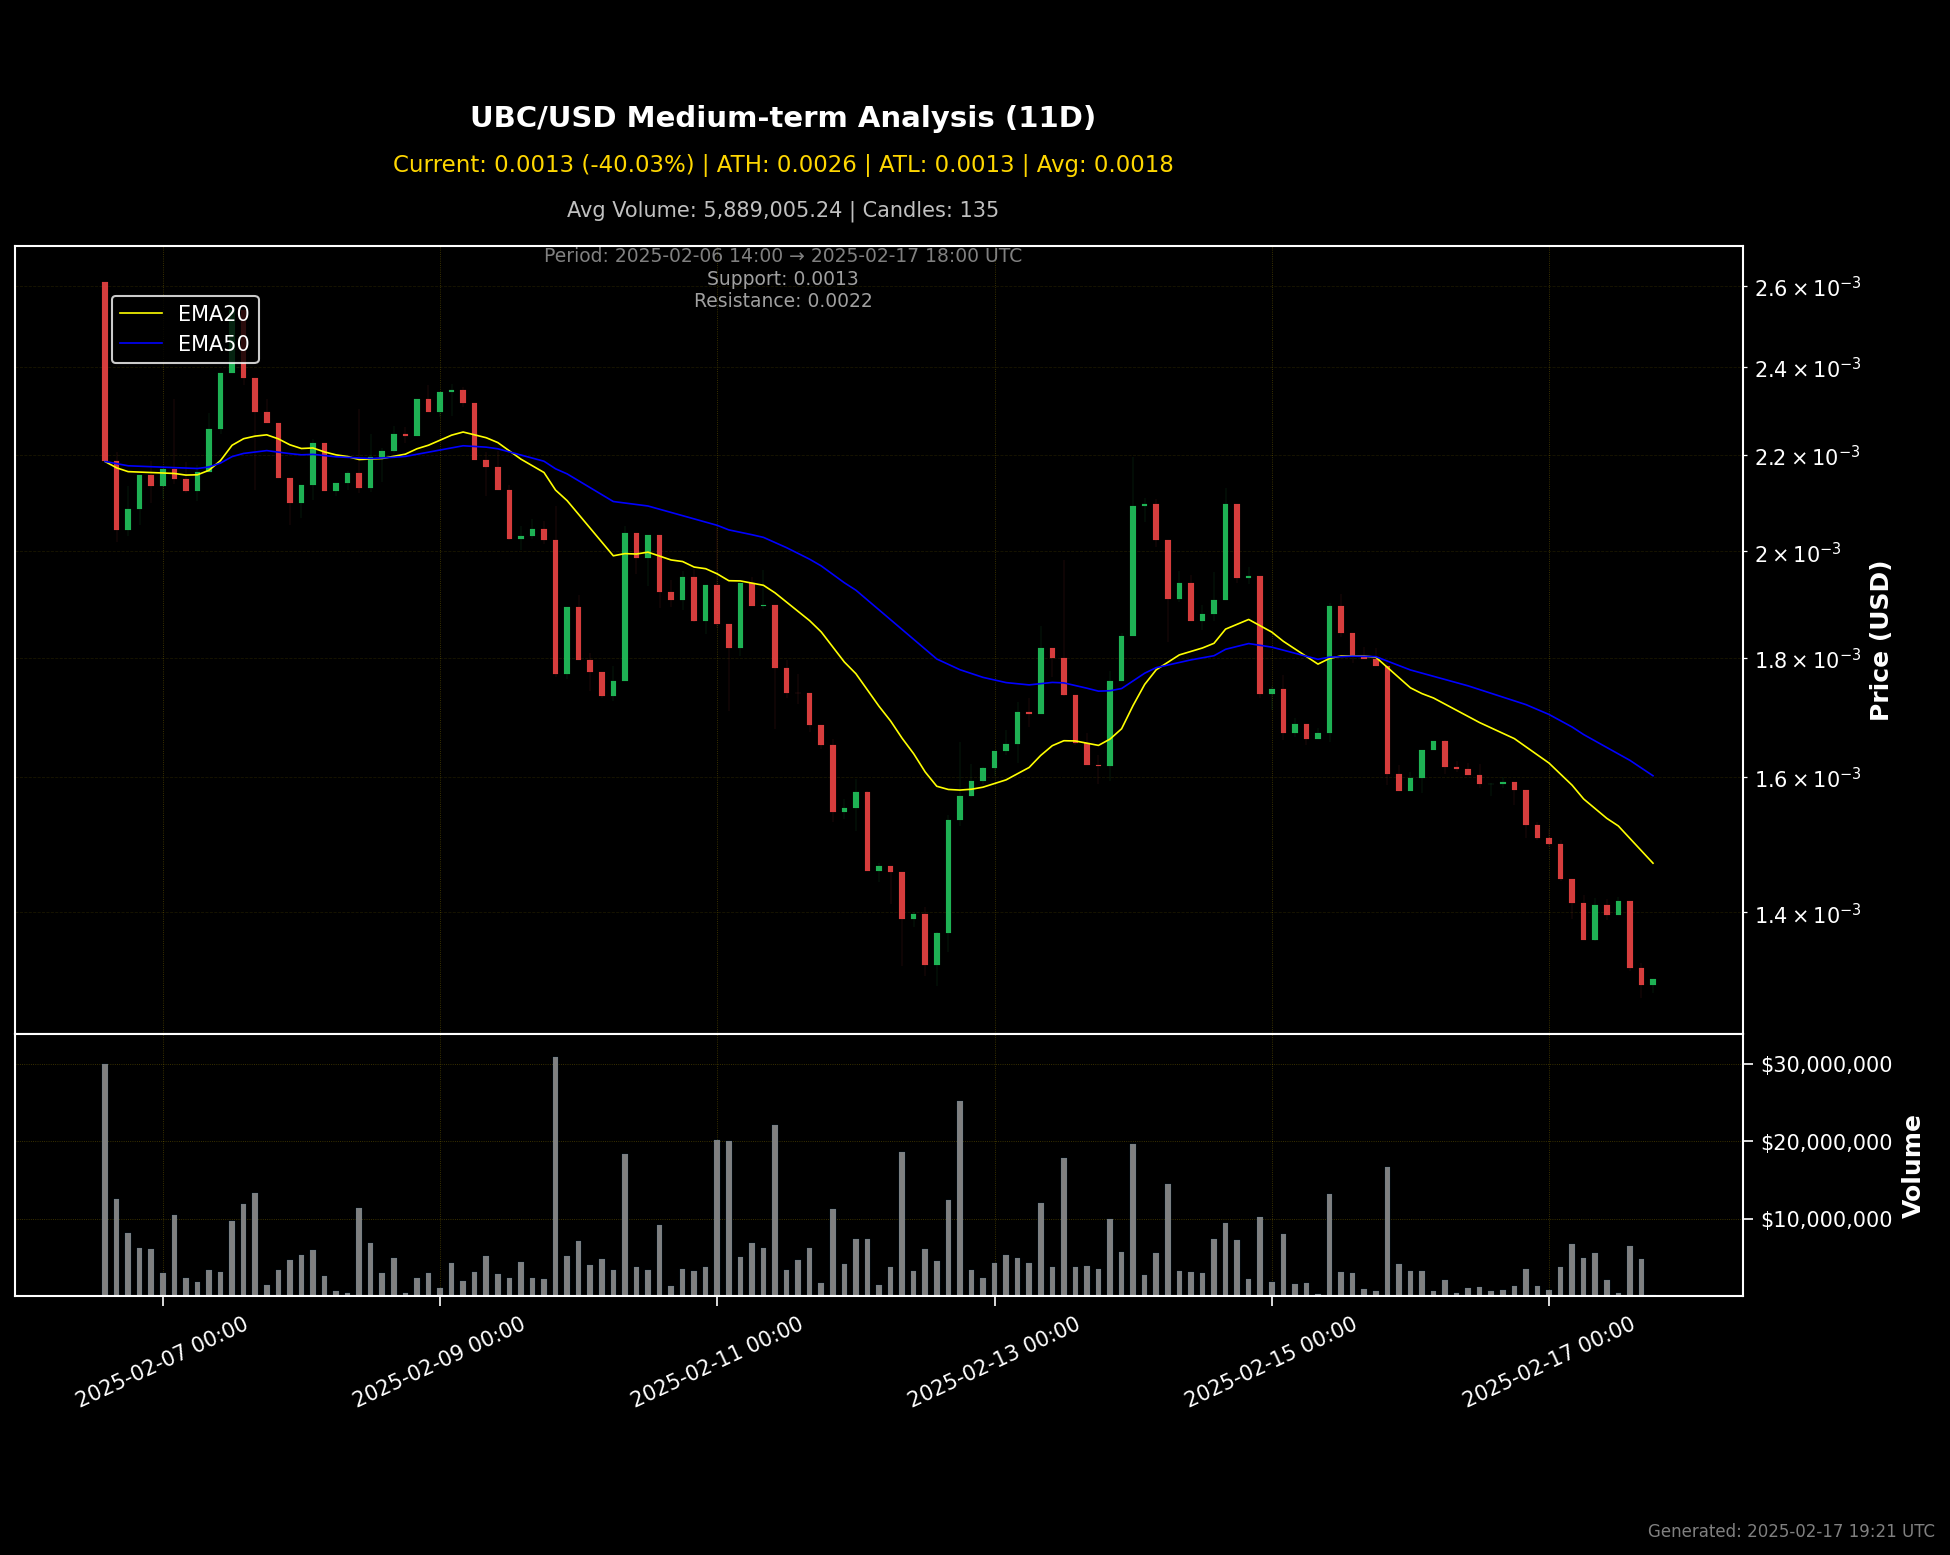 UBC/USD Medium-term Analysis (11D)
Current: 0.0013 (-40.03%) | ATH: 0.0026 | ATL: 0.0013 | Avg: 0.0018
Avg Volume: 5,889,005.24 | Candles: 135
Period: 2025-02-06 14:00 → 2025-02-17 18:00 UTC
Support: 0.0013
Resistance: 0.0022
EMA20
EMA50
2.6 × 10⁻³
2.4 × 10⁻³
2.2 × 10⁻³
2 × 10⁻³
1.8 × 10⁻³
1.6 × 10⁻³
1.4 × 10⁻³
Price (USD)
$30,000,000
$20,000,000
$10,000,000
Volume
2025-02-07 00:00
2025-02-09 00:00
2025-02-11 00:00
2025-02-13 00:00
2025-02-15 00:00
2025-02-17 00:00
Generated: 2025-02-17 19:21 UTC